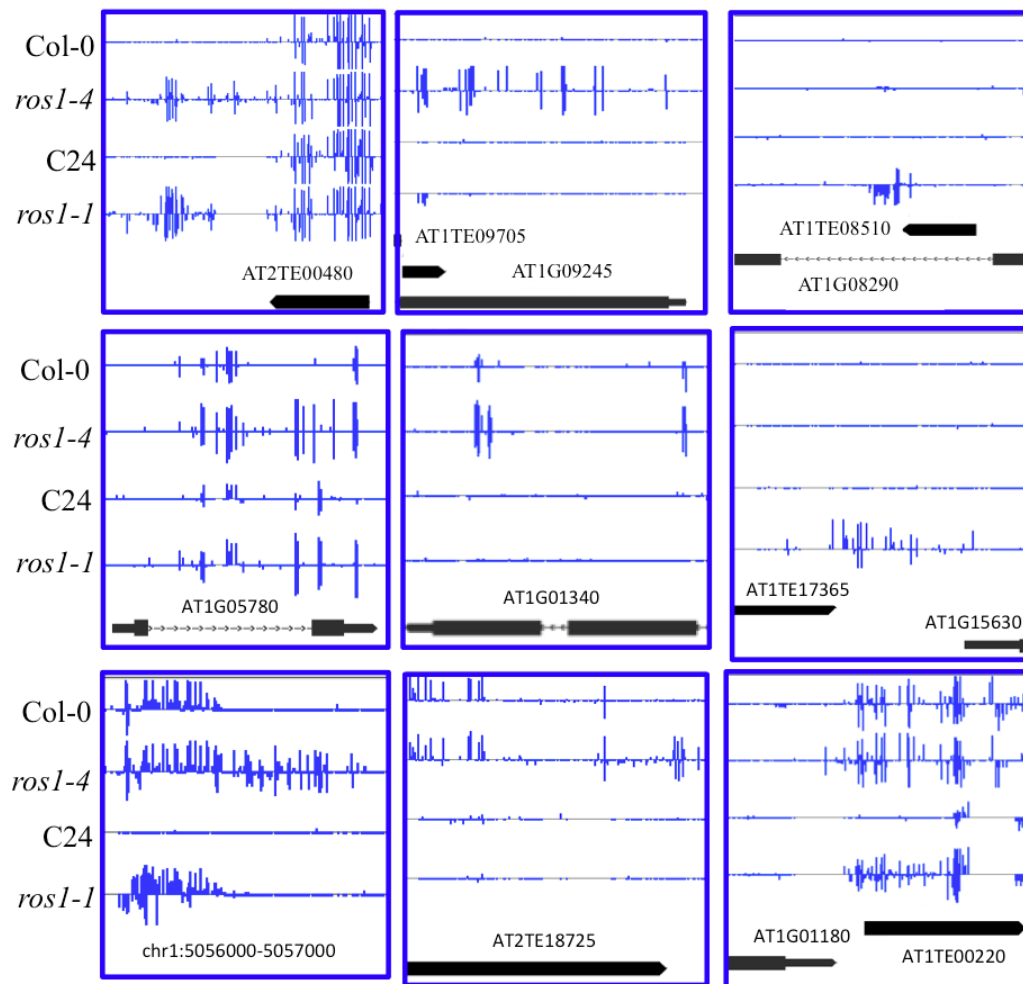 Col-0
ros1-4
C24
ros1-1
AT2TE00480
AT1TE09705
AT1G09245
AT1TE08510
AT1G08290
Col-0
ros1-4
C24
ros1-1
AT1G05780
AT1G01340
AT1TE17365
AT1G15630
Col-0
ros1-4
C24
ros1-1
chr1:5056000-5057000
AT2TE18725
AT1G01180
AT1TE00220